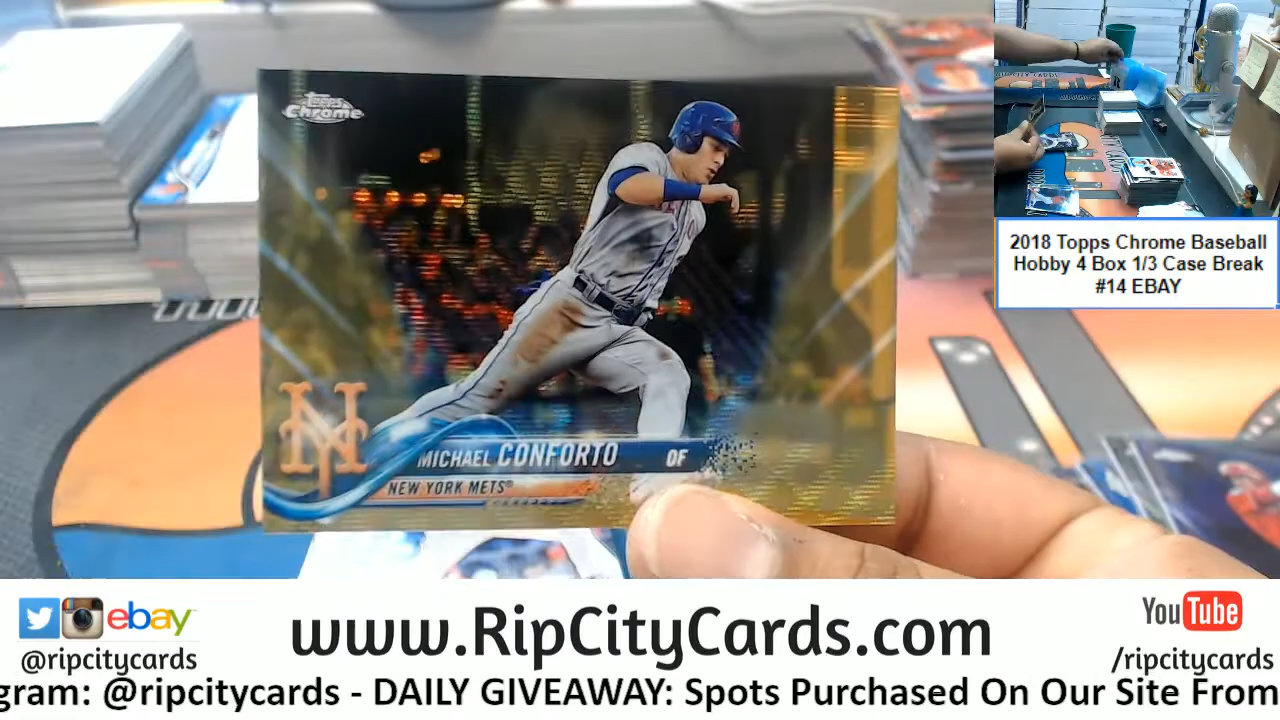 Topps
Chrome
MICHAEL CONFORTO OF
NEW YORK METS®
2018 Topps Chrome Baseball
Hobby 4 Box 1/3 Case Break
#14 EBAY
ebay
@ripcitycards
www.RipCityCards.com
YouTube
/ripcitycards
gram: @ripcitycards - DAILY GIVEAWAY: Spots Purchased On Our Site From